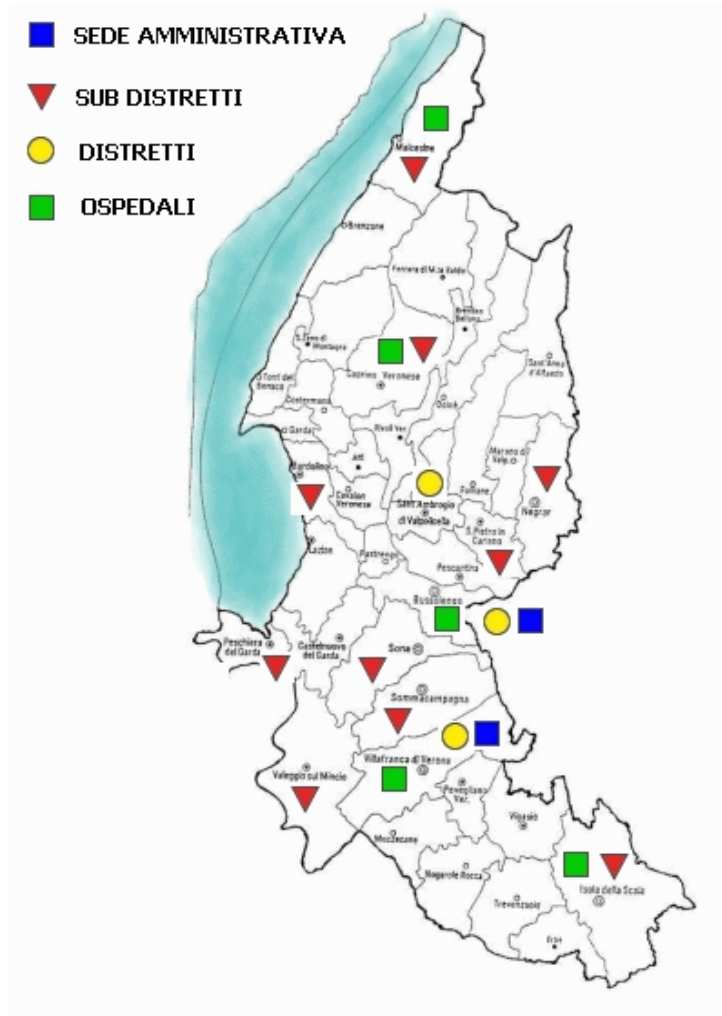 SEDE AMMINISTRATIVA
SUB DISTRETTI
DISTRETTI
OSPEDALI
Malcesine
Brenzone
Ferrara di M.te Baldo
Brentino
Belluno
S.Zeno di
Montagna
Caprino Veronese
Sant'Anna
d'Alfaedo
Torri del
Benaco
Costermano
Dolcè
Garda
Rivoli Ver.
Marano di
Valp.
Affi
Bardolino
Cavaion
Veronese
Sant'Ambrogio
di Valpolicella
Fumane
Negrar
S.Pietro in
Cariano
Lazise
Pastrengo
Pescantina
Bussolengo
Peschiera
del Garda
Castelnuovo
del Garda
Sona
Sommacampagna
Villafranca di Verona
Valeggio sul Mincio
Povegliano
Ver.
Vigasio
Mozzecane
Nogarole Rocca
Isola della Scala
Trevenzuolo
Erbè